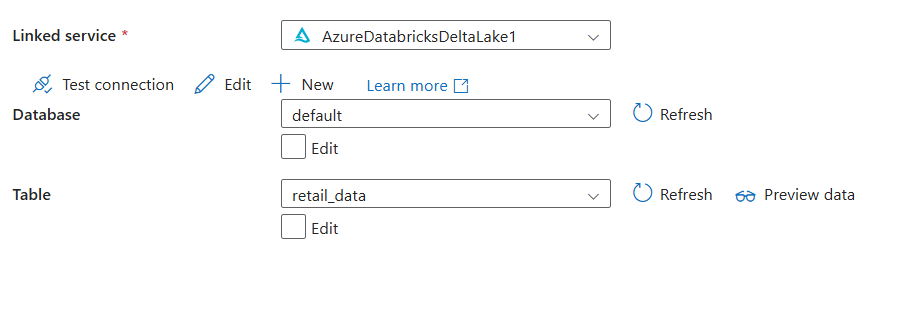 Linked service *
AzureDatabricksDeltaLake1
Test connection
Edit
New
Learn more
Database
default
Refresh
Edit
Table
retail_data
Refresh
Preview data
Edit